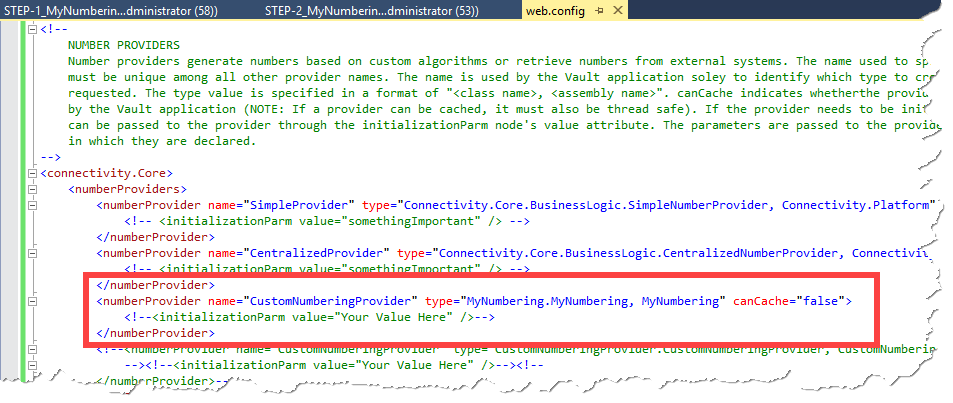 STEP-1_MyNumberin...dministrator (58)) STEP-2_MyNumberin...dministrator (53)) web.config
<!--
NUMBER PROVIDERS
Number providers generate numbers based on custom algorithms or retrieve numbers from external systems. The name used to sp
must be unique among all other provider names. The name is used by the Vault application soley to identify which type to cre
requested. The type value is specified in a format of "<class name>, <assembly name>". canCache indicates whetherthe provid
by the Vault application (NOTE: If a provider can be cached, it must also be thread safe). If the provider needs to be init
can be passed to the provider through the initializationParm node's value attribute. The parameters are passed to the provid
in which they are declared.
-->
<connectivity.Core>
<numberProviders>
<numberProvider name="SimpleProvider" type="Connectivity.Core.BusinessLogic.SimpleNumberProvider, Connectivity.Platform"
<!-- <initializationParm value="somethingImportant" /> -->
</numberProvider>
<numberProvider name="CentralizedProvider" type="Connectivity.Core.BusinessLogic.CentralizedNumberProvider, Connectivit
<!-- <initializationParm value="somethingImportant" /> -->
</numberProvider>
<numberProvider name="CustomNumberingProvider" type="MyNumbering.MyNumbering, MyNumbering" canCache="false">
<!--<initializationParm value="Your Value Here" />-->
</numberProvider>
<!--<numberProvider name="CustomNumberingProvider" type="CustomNumberingProvider.CustomNumberingProvider, CustomNumberin
--><!--<initializationParm value="Your Value Here" />--><!--
</numberProvider>-->